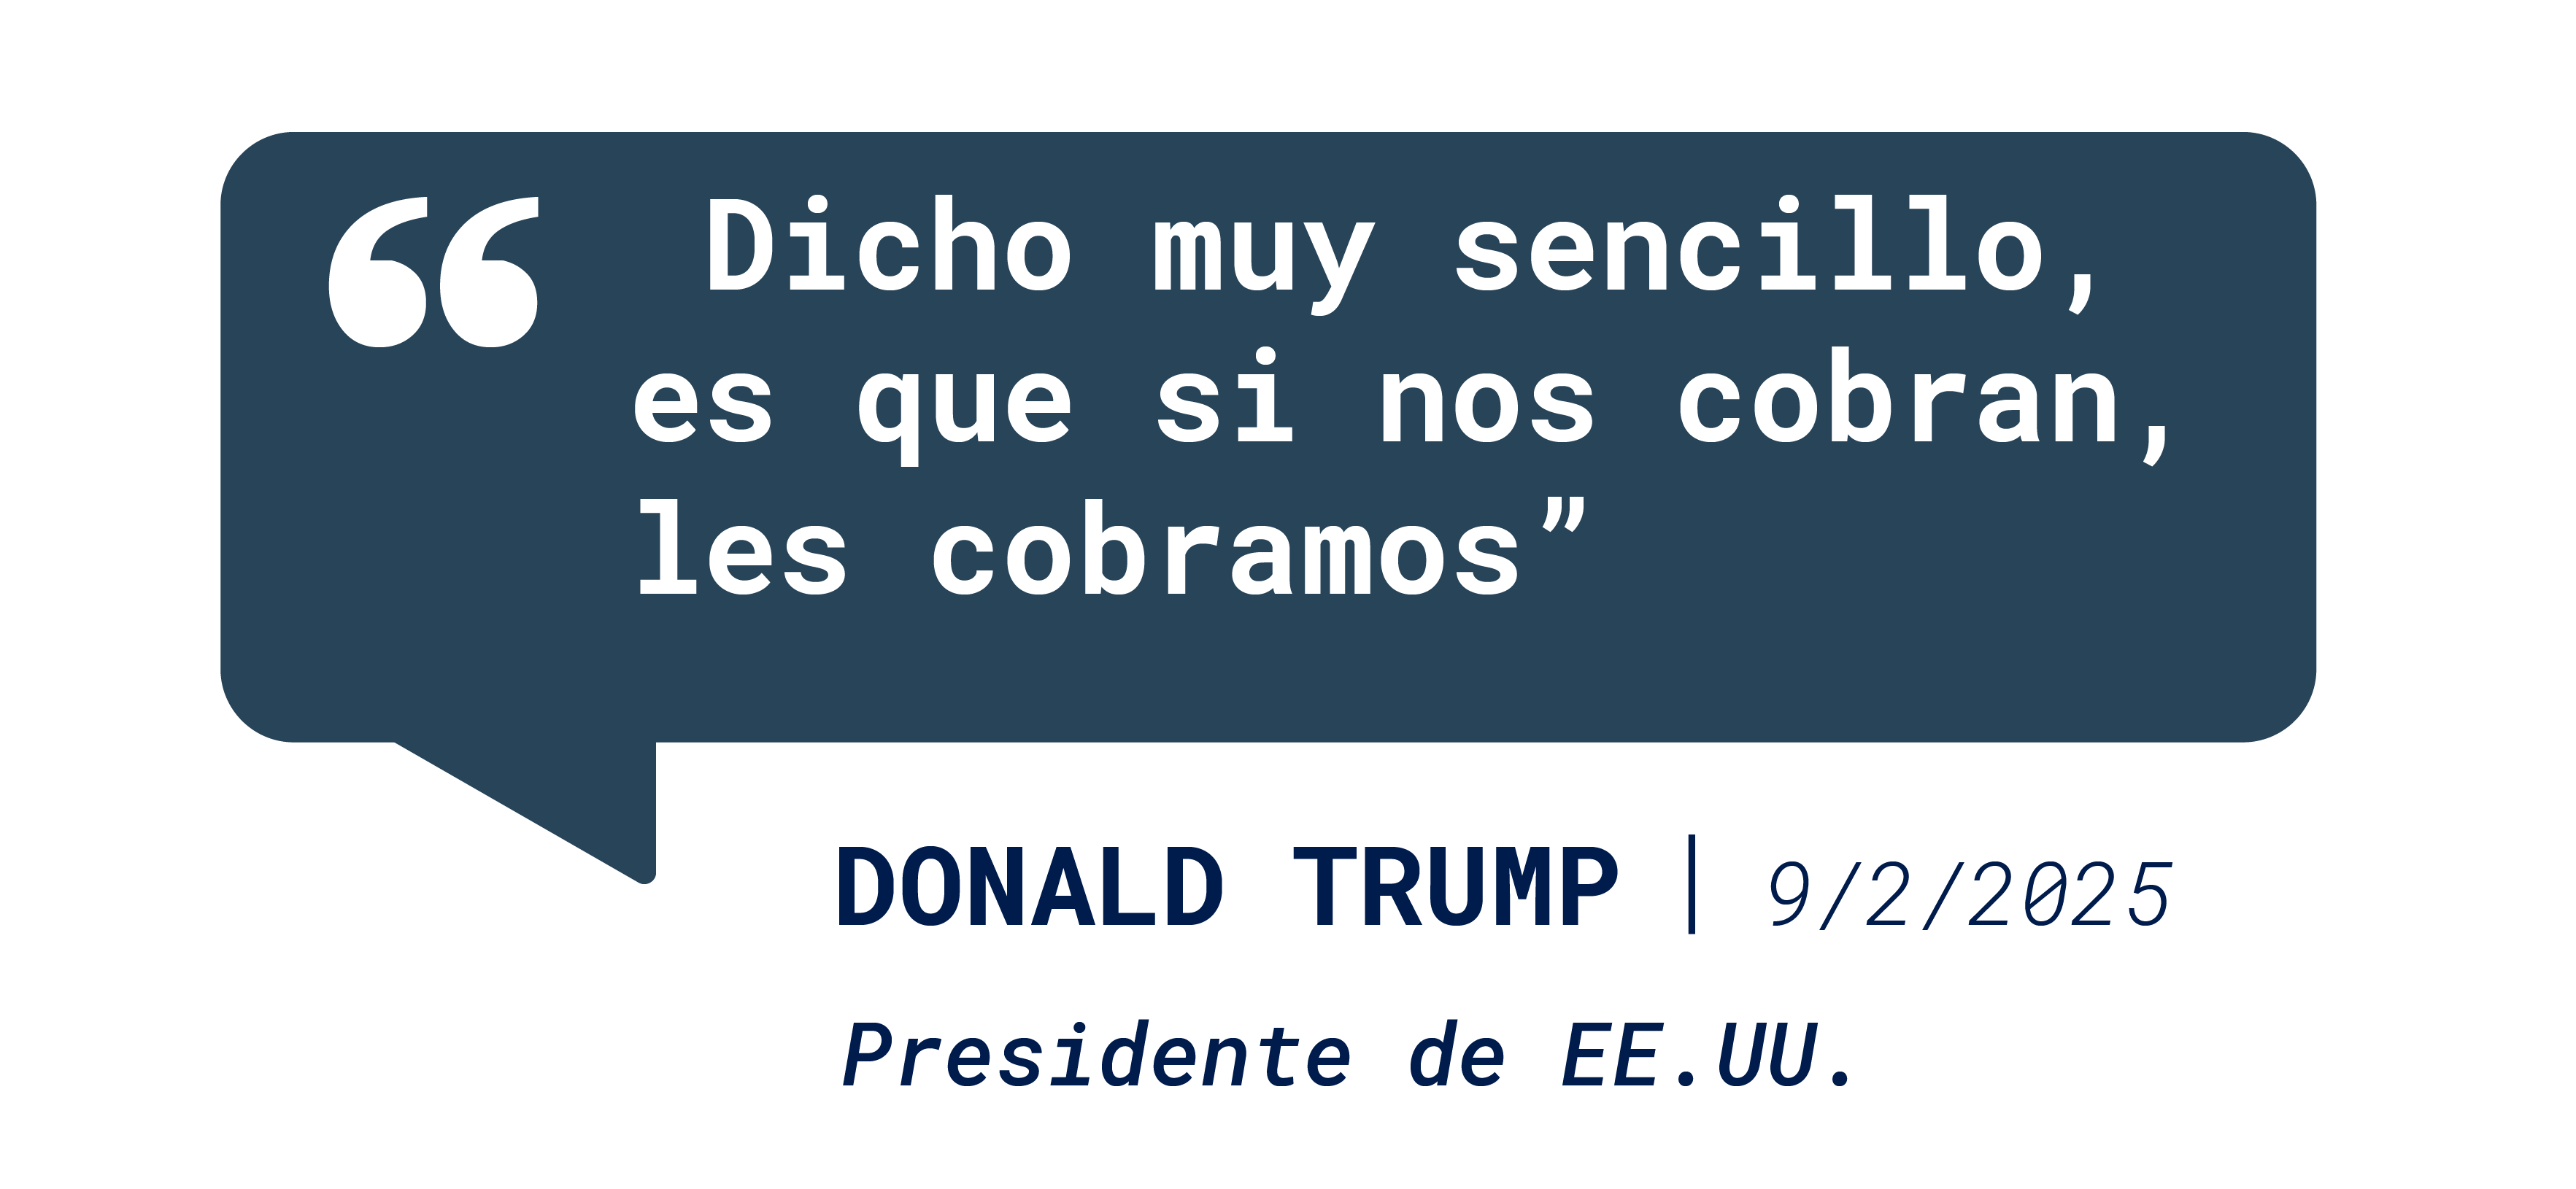 “ Dicho muy sencillo,
es que si nos cobran,
les cobramos”
DONALD TRUMP | 9/2/2025
Presidente de EE.UU.